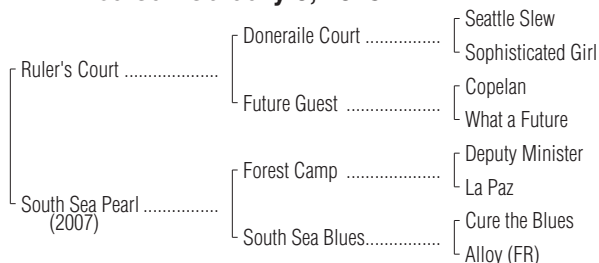 Seattle Slew
Doneraile Court ..................
Sophisticated Girl
Ruler's Court ...................
Copelan
Future Guest ...................
What a Future
Deputy Minister
Forest Camp ...................
La Paz
South Sea Pearl ...............
(2007)
Cure the Blues
South Sea Blues...............
Alloy (FR)